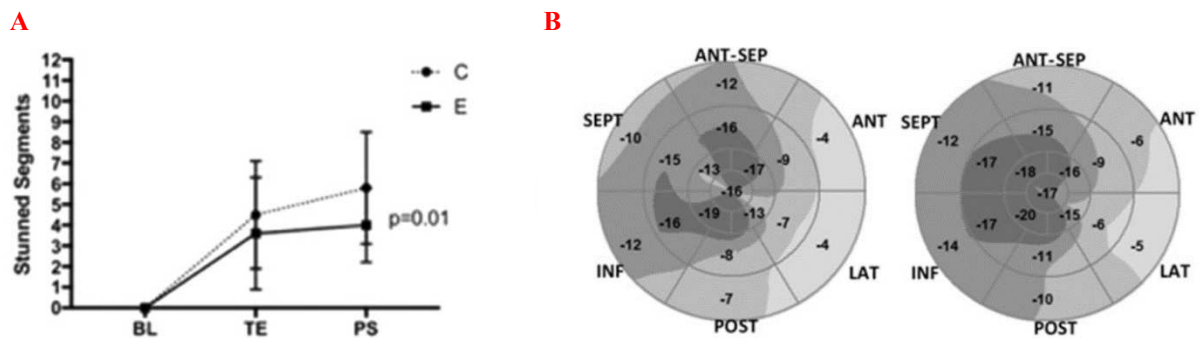 A
12
11
10
9
8
7
6
5
4
3
2
1
0
Stunned Segments
BL
TE
PS
C
E
p=0.01
B
ANT-SEP
SEPT
ANT
INF
LAT
POST
-12
-10
-4
-16
-15
-9
-13
-17
-16
-16
-19
-13
-7
-12
-4
-8
-7
ANT-SEP
SEPT
ANT
INF
LAT
POST
-11
-12
-6
-15
-17
-9
-18
-16
-17
-17
-20
-15
-6
-14
-5
-11
-10